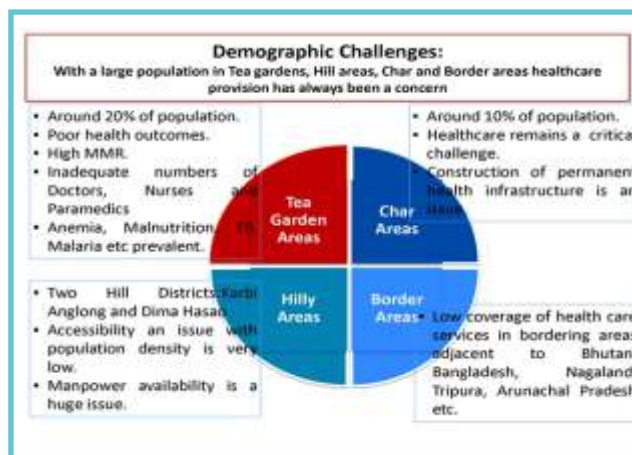 Demographic Challenges:
With a large population in Tea gardens, Hill areas, Char and Border areas healthcare
provision has always been a concern
• Around 20% of population.
• Poor health outcomes.
• High MMR.
• Inadequate numbers of
Doctors, Nurses and
Paramedics
• Anemia, Malnutrition, TB,
Malaria etc prevalent.
• Around 10% of population.
• Healthcare remains a critical
challenge.
• Construction of permanent
health infrastructure is an
issue
Tea
Garden
Areas
Char
Areas
Hilly
Areas
Border
Areas
• Two Hill Districts:Karbi
Anglong and Dima Hasao
• Accessibility an issue with
population density is very
low.
• Manpower availability is a
huge issue.
• Low coverage of health care
services in bordering areas
adjacent to Bhutan,
Bangladesh, Nagaland,
Tripura, Arunachal Pradesh
etc.